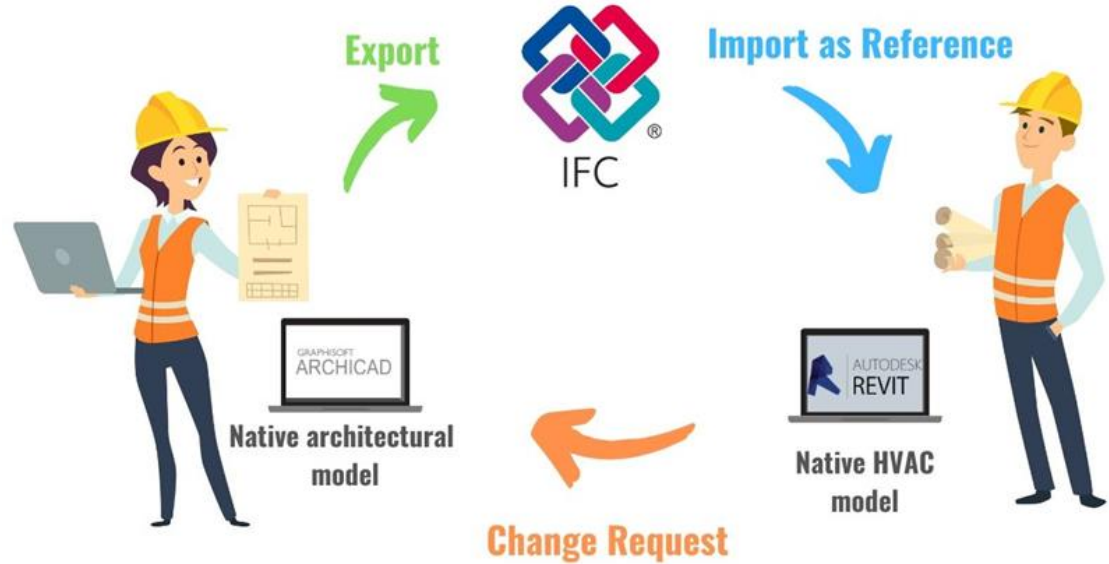 Export
Import as Reference
®
IFC
GRAPHISOFT
ARCHICAD
AUTODESK
REVIT
Native architectural
model
Native HVAC
model
Change Request